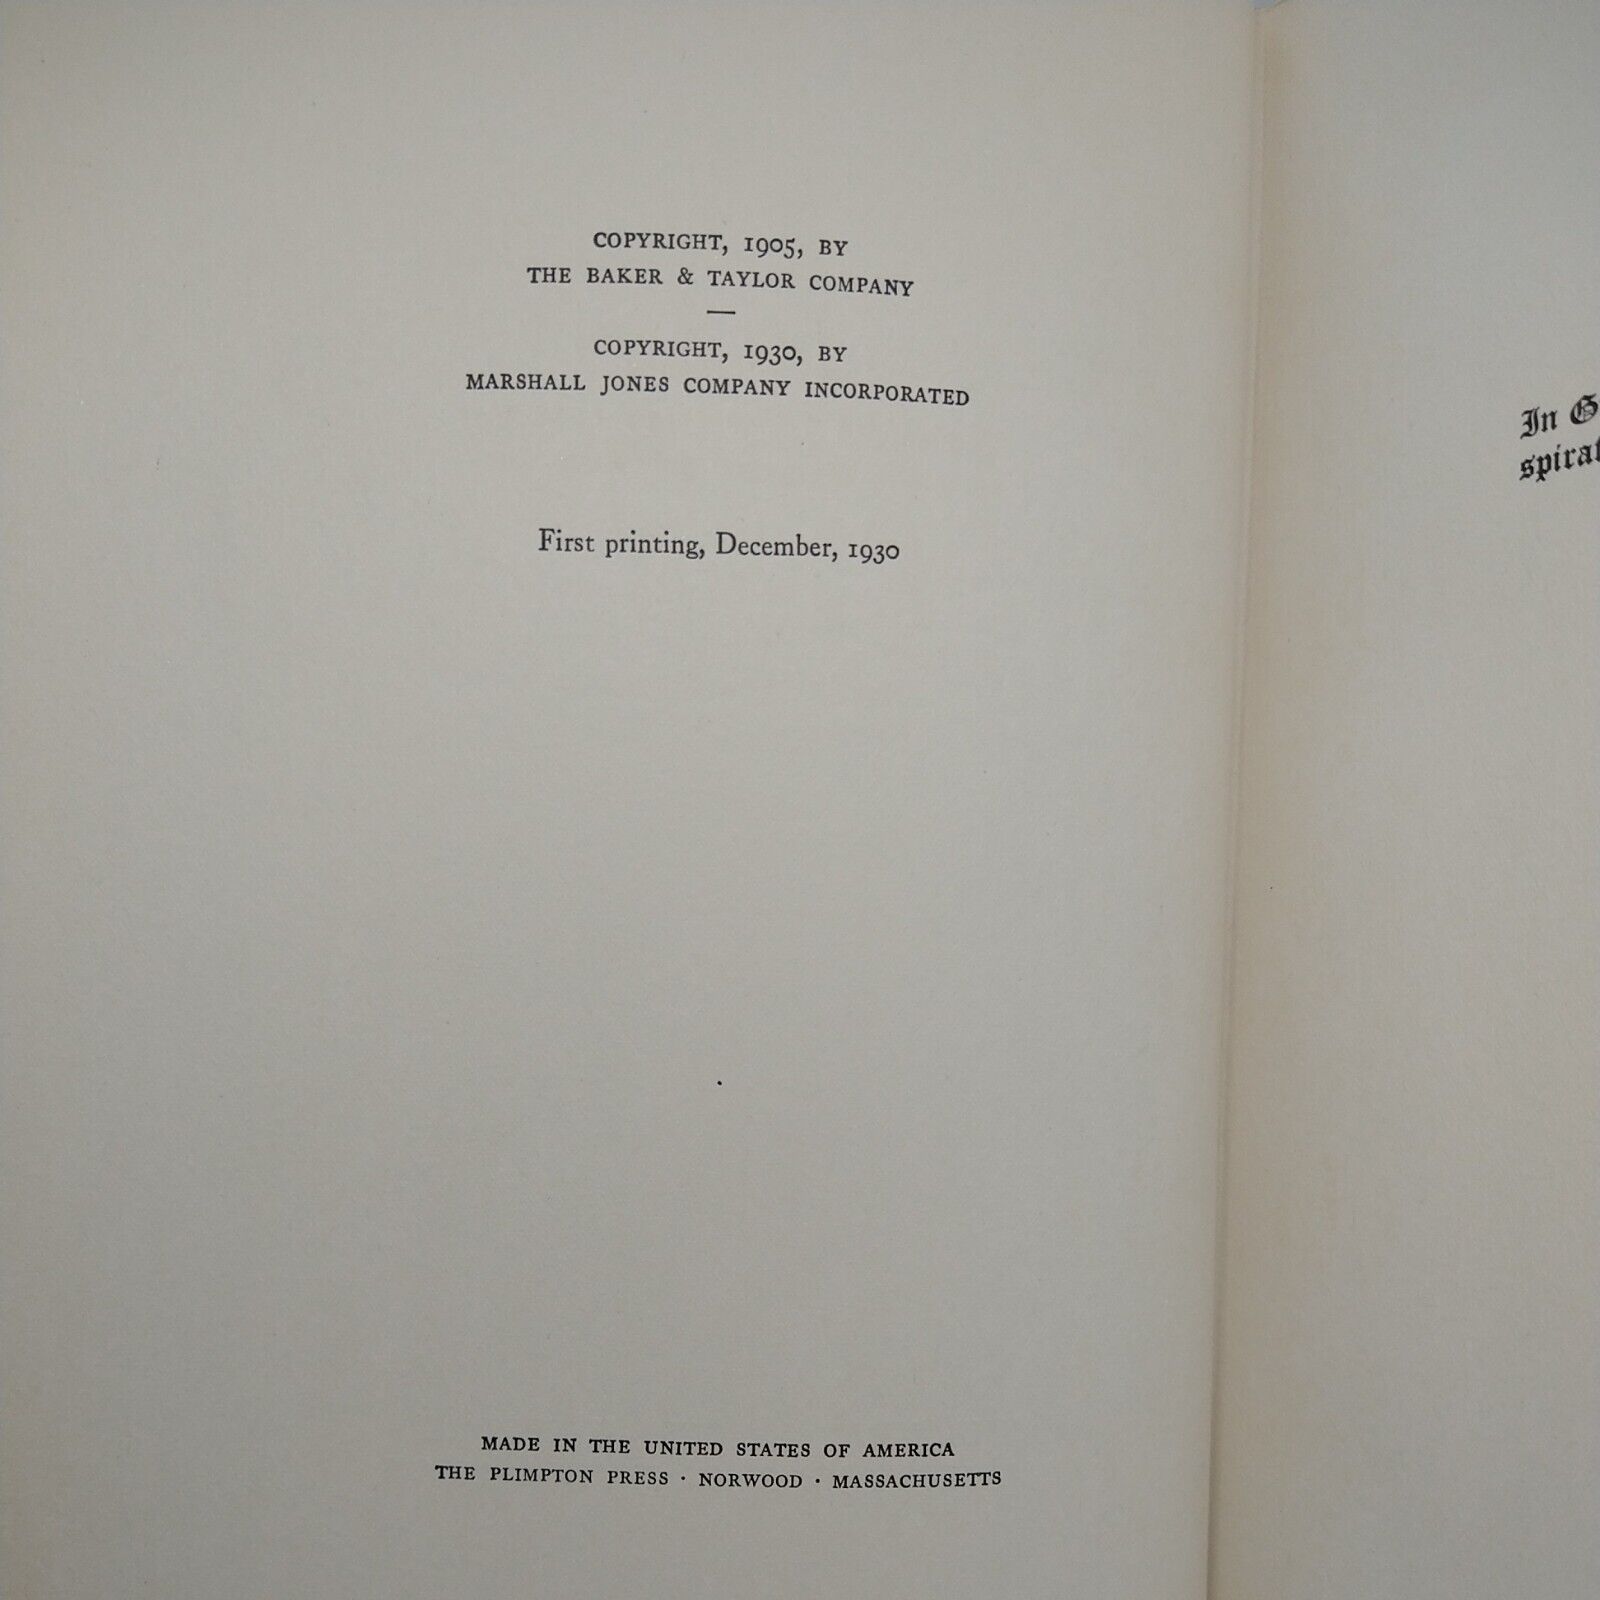 COPYRIGHT, 1905, BY
THE BAKER & TAYLOR COMPANY
COPYRIGHT, 1930, BY
MARSHALL JONES COMPANY INCORPORATED
First printing, December, 1930
MADE IN THE UNITED STATES OF AMERICA
THE PLIMPTON PRESS · NORWOOD · MASSACHUSETTS
In